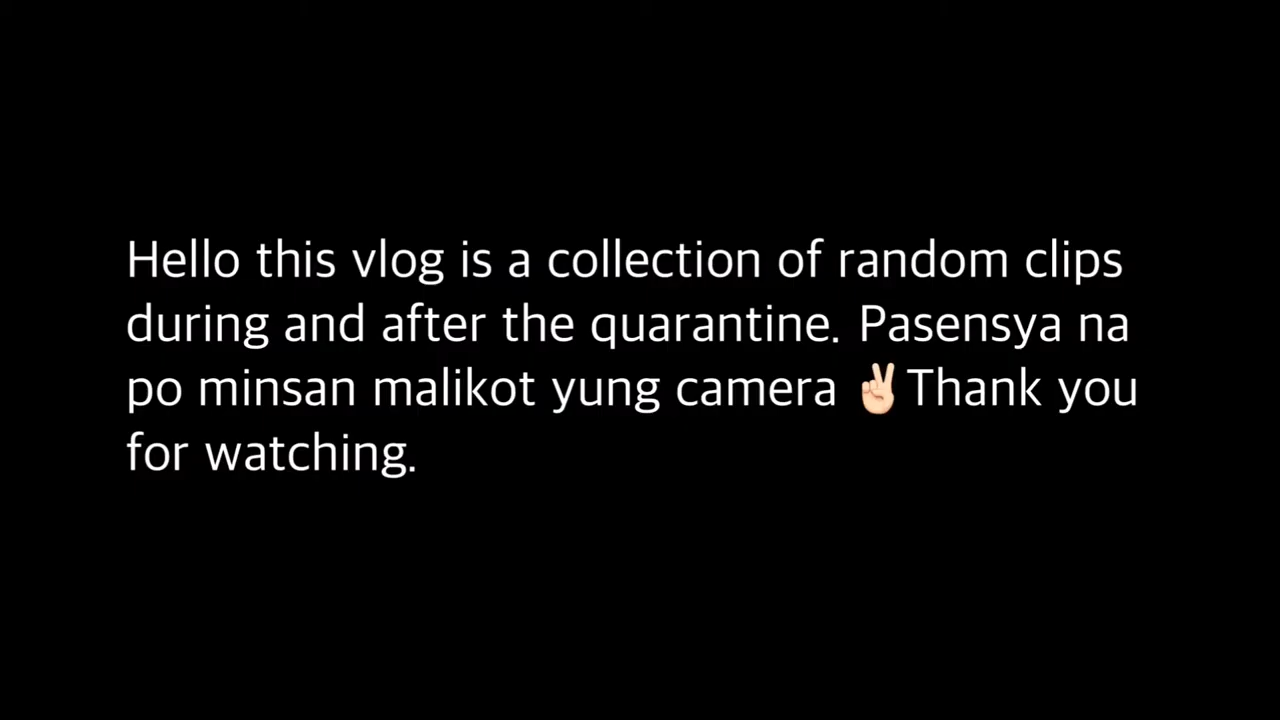 Hello this vlog is a collection of random clips
during and after the quarantine. Pasensya na
po minsan malikot yung camera ✌🏻Thank you
for watching.